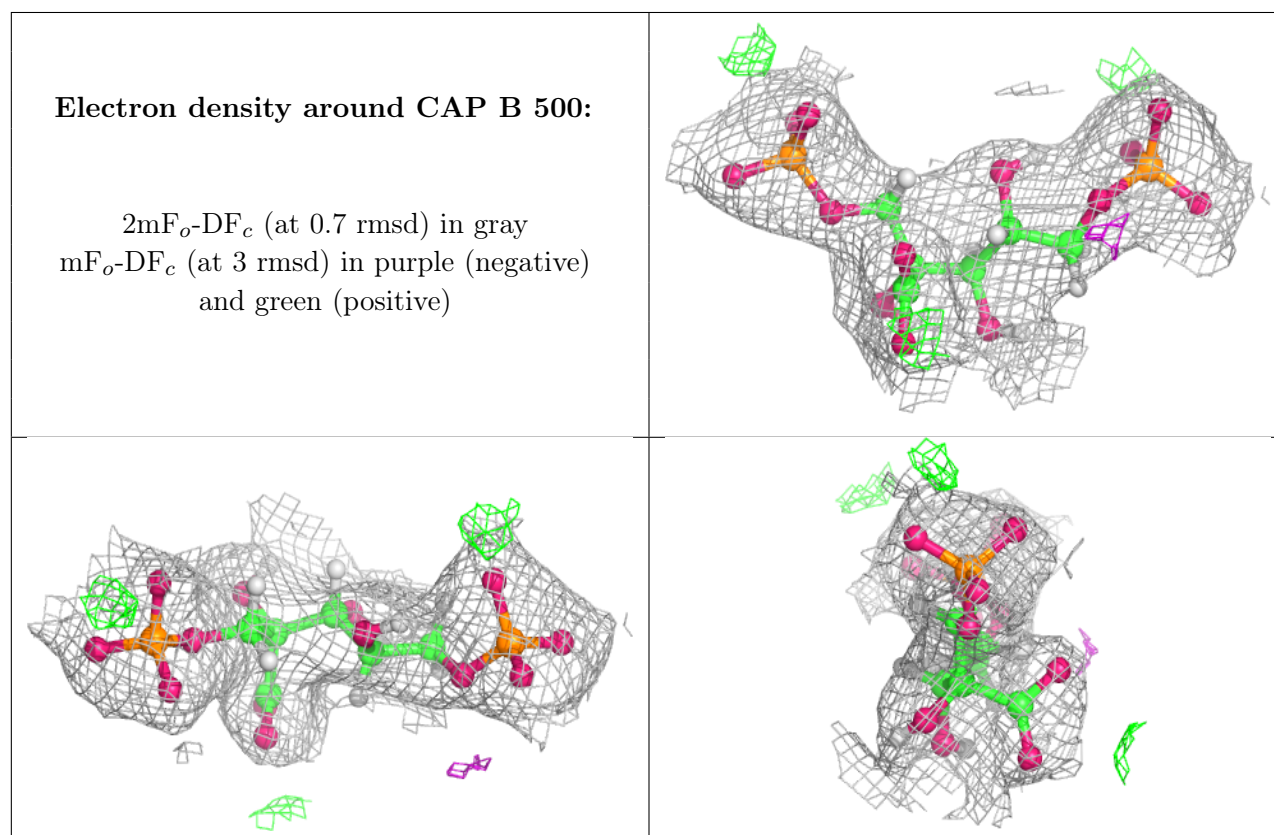 Electron density around CAP B 500:
2mFₒ-DF𝑐 (at 0.7 rmsd) in gray
mFₒ-DF𝑐 (at 3 rmsd) in purple (negative)
and green (positive)